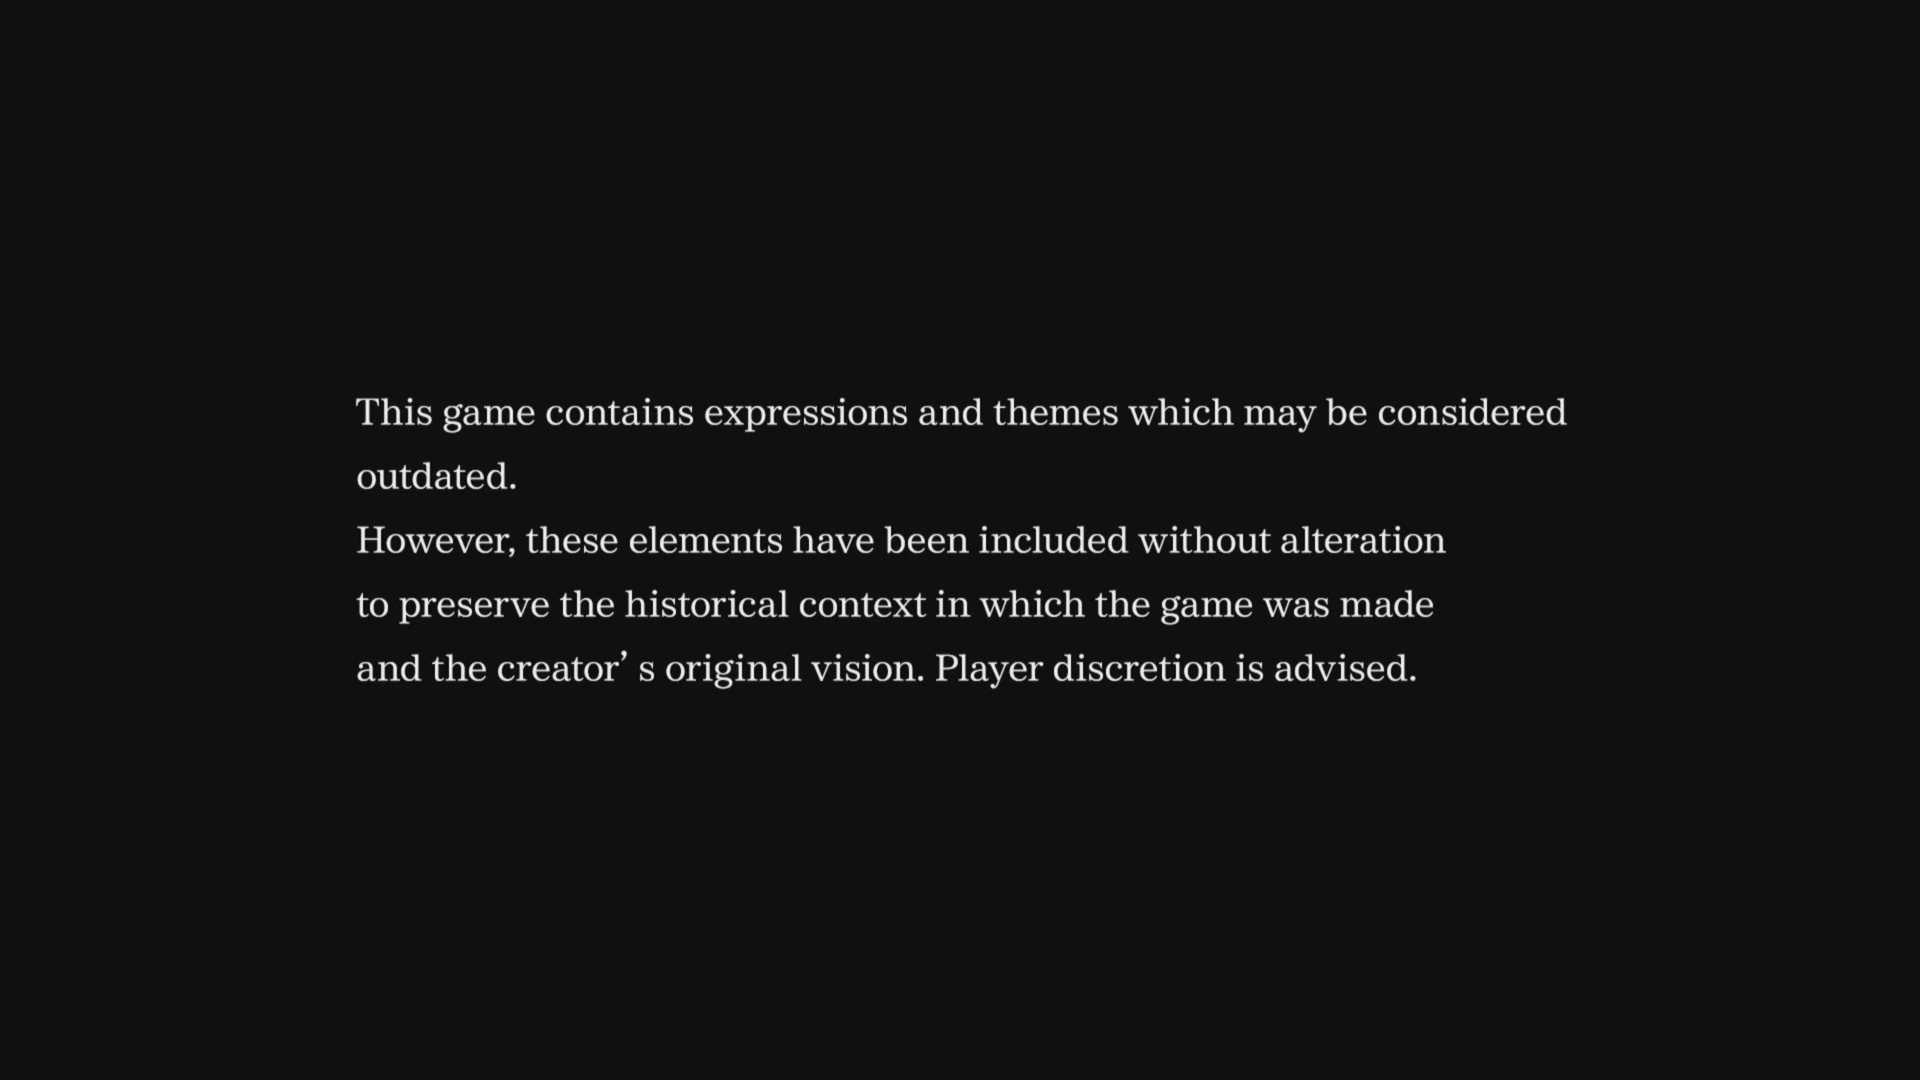 This game contains expressions and themes which may be considered
outdated.
However, these elements have been included without alteration
to preserve the historical context in which the game was made
and the creator’ s original vision. Player discretion is advised.